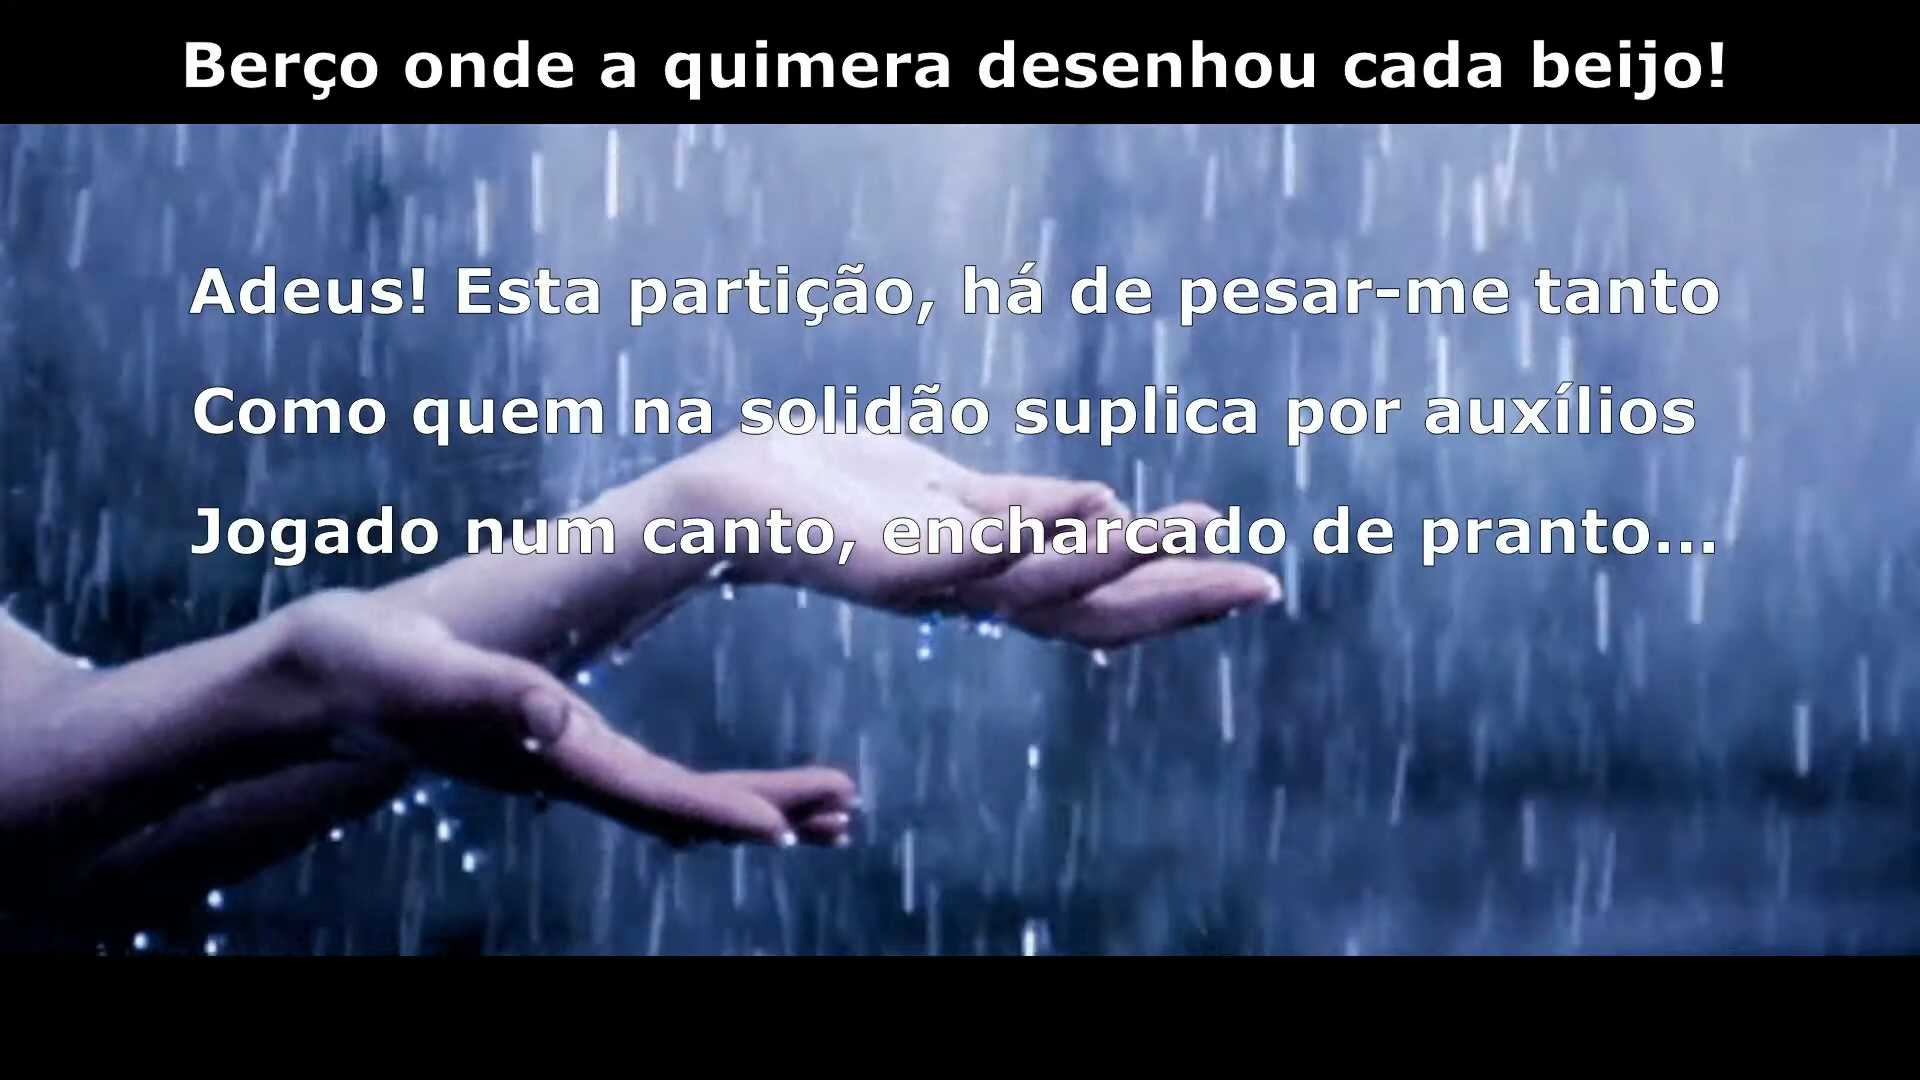 Berço onde a quimera desenhou cada beijo!
Adeus! Esta partição, há de pesar-me tanto
Como quem na solidão suplica por auxílios
Jogado num canto, encharcado de pranto...